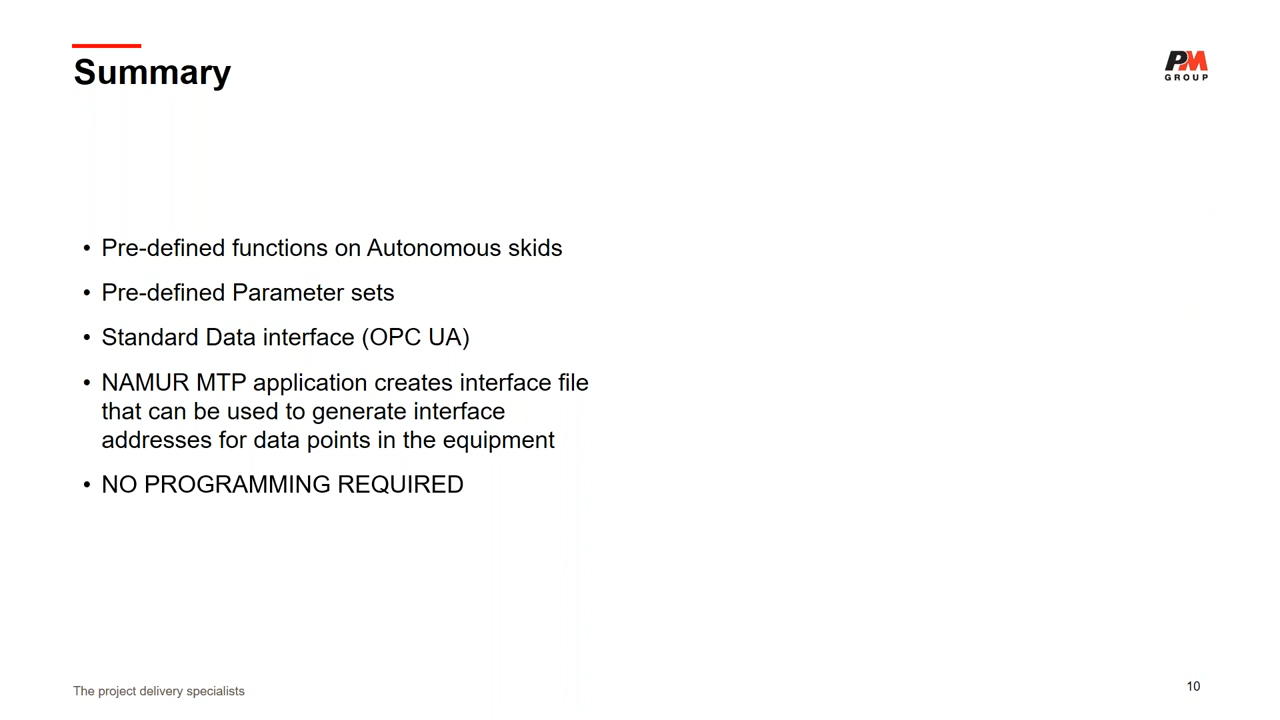 Summary
PM
GROUP
• Pre-defined functions on Autonomous skids
• Pre-defined Parameter sets
• Standard Data interface (OPC UA)
• NAMUR MTP application creates interface file
that can be used to generate interface
addresses for data points in the equipment
• NO PROGRAMMING REQUIRED
The project delivery specialists
10